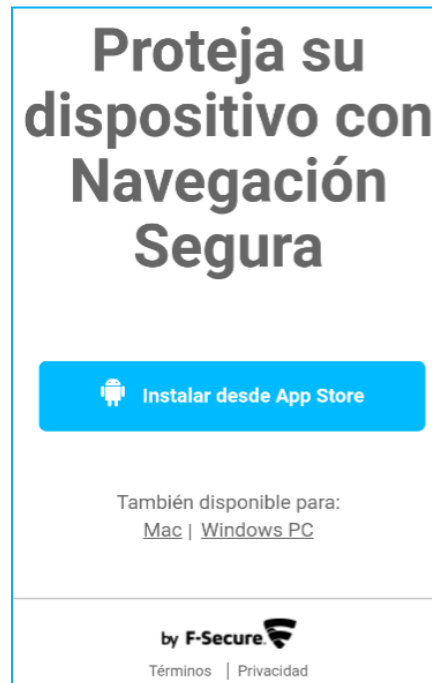 Proteja su
dispositivo con
Navegación
Segura
Instalar desde App Store
También disponible para:
Mac | Windows PC
by F-Secure.
Términos | Privacidad